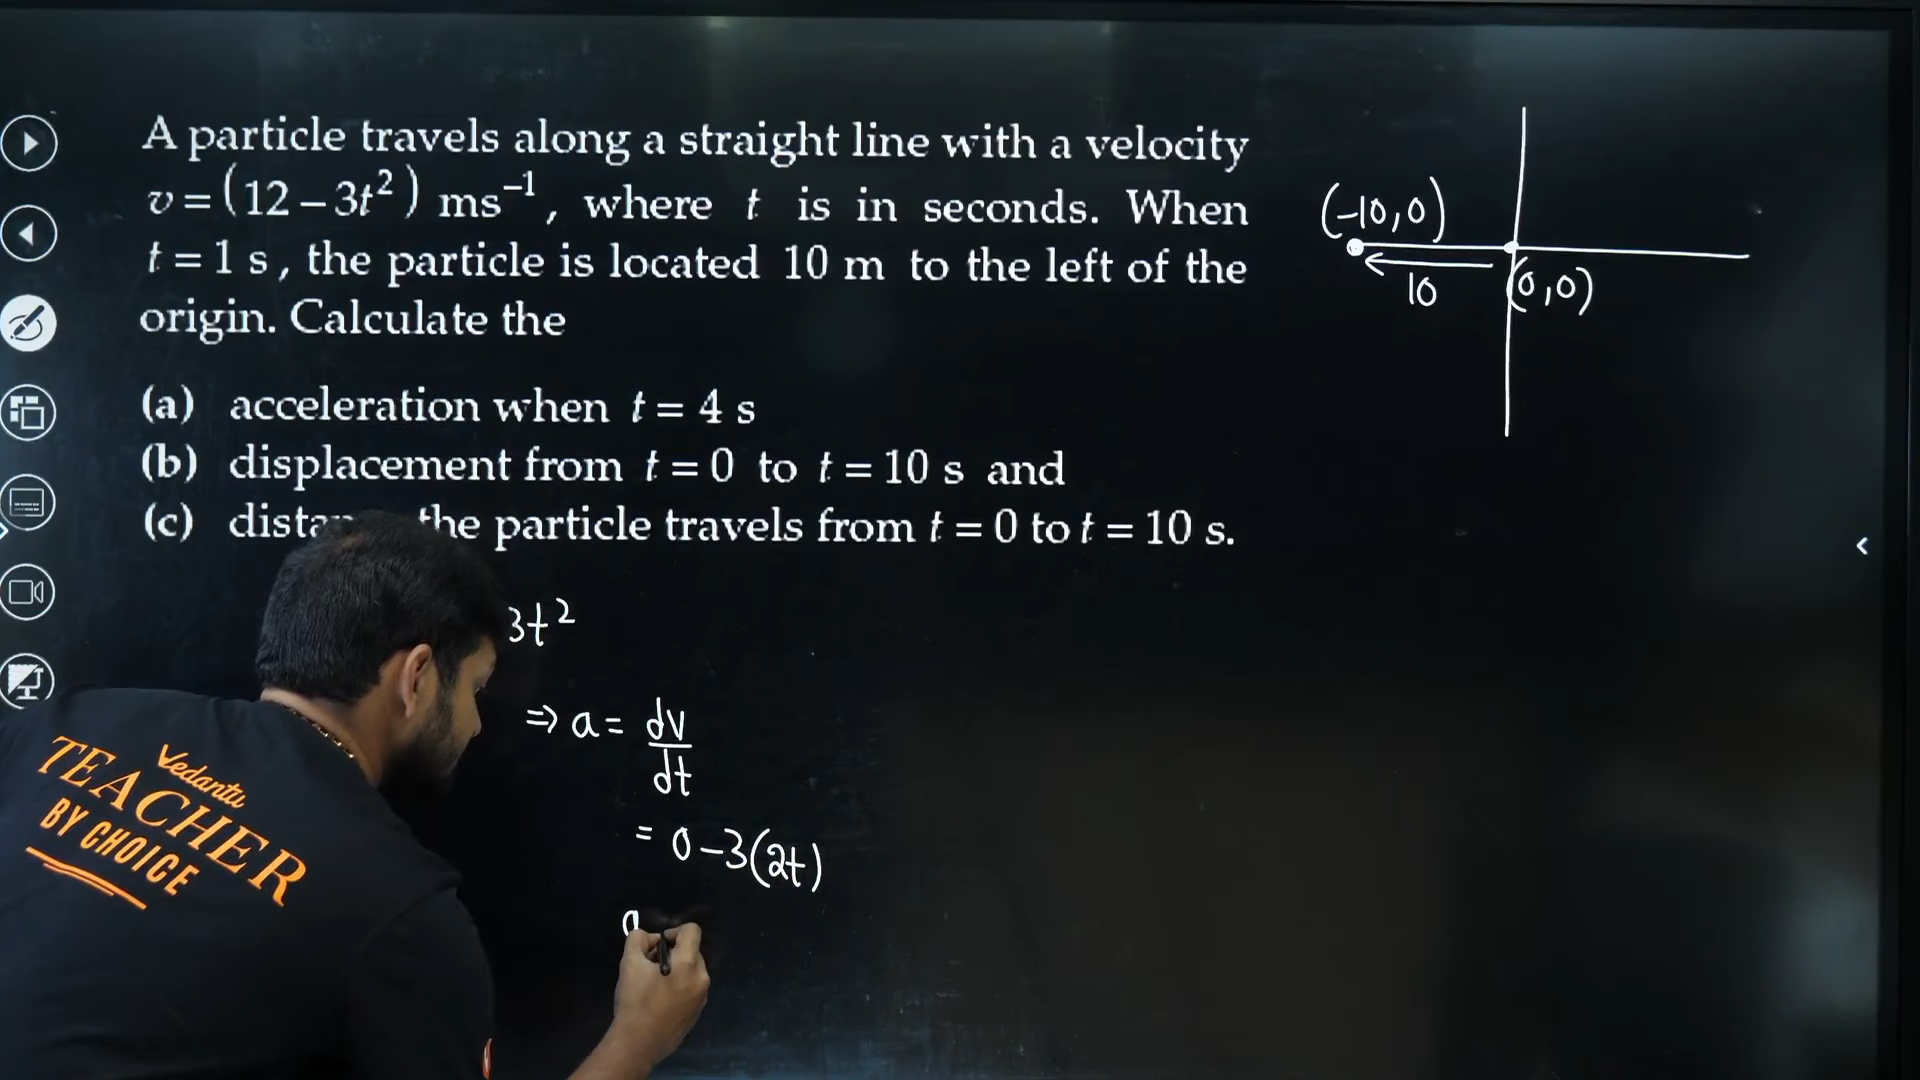 A particle travels along a straight line with a velocity
v = (12 – 3t²) ms⁻¹, where t is in seconds. When
t = 1 s, the particle is located 10 m to the left of the
origin. Calculate the
(a) acceleration when t = 4 s
(b) displacement from t = 0 to t = 10 s and
(c) the particle travels from t = 0 to t = 10 s.
(-10,0)
10 (0,0)
3t²
⇒ a = dv/dt
= 0-3(2t)
a
Vedantu
TEACHER
BY CHOICE